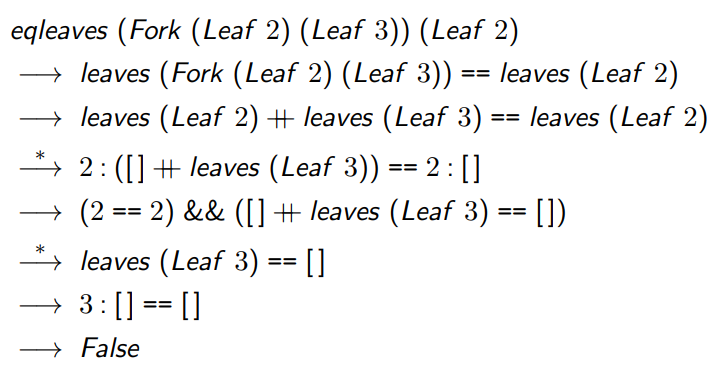 eqleaves (Fork (Leaf 2) (Leaf 3)) (Leaf 2)
⟶ leaves (Fork (Leaf 2) (Leaf 3)) == leaves (Leaf 2)
⟶ leaves (Leaf 2) ++ leaves (Leaf 3) == leaves (Leaf 2)
⟶* 2 : ([] ++ leaves (Leaf 3)) == 2 : []
⟶ (2 == 2) && ([] ++ leaves (Leaf 3) == [])
⟶* leaves (Leaf 3) == []
⟶ 3 : [] == []
⟶ False